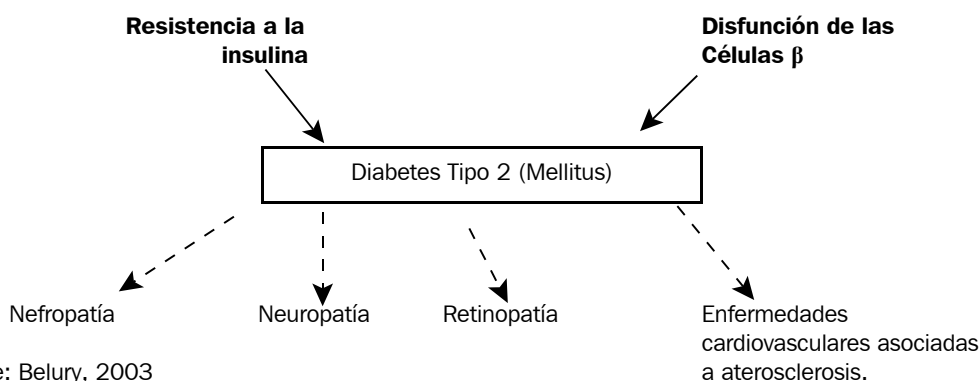 Resistencia a la
insulina
Disfunción de las
Células β
Diabetes Tipo 2 (Mellitus)
Nefropatía
Neuropatía
Retinopatía
Enfermedades
cardiovasculares asociadas
a aterosclerosis.
e: Belury, 2003